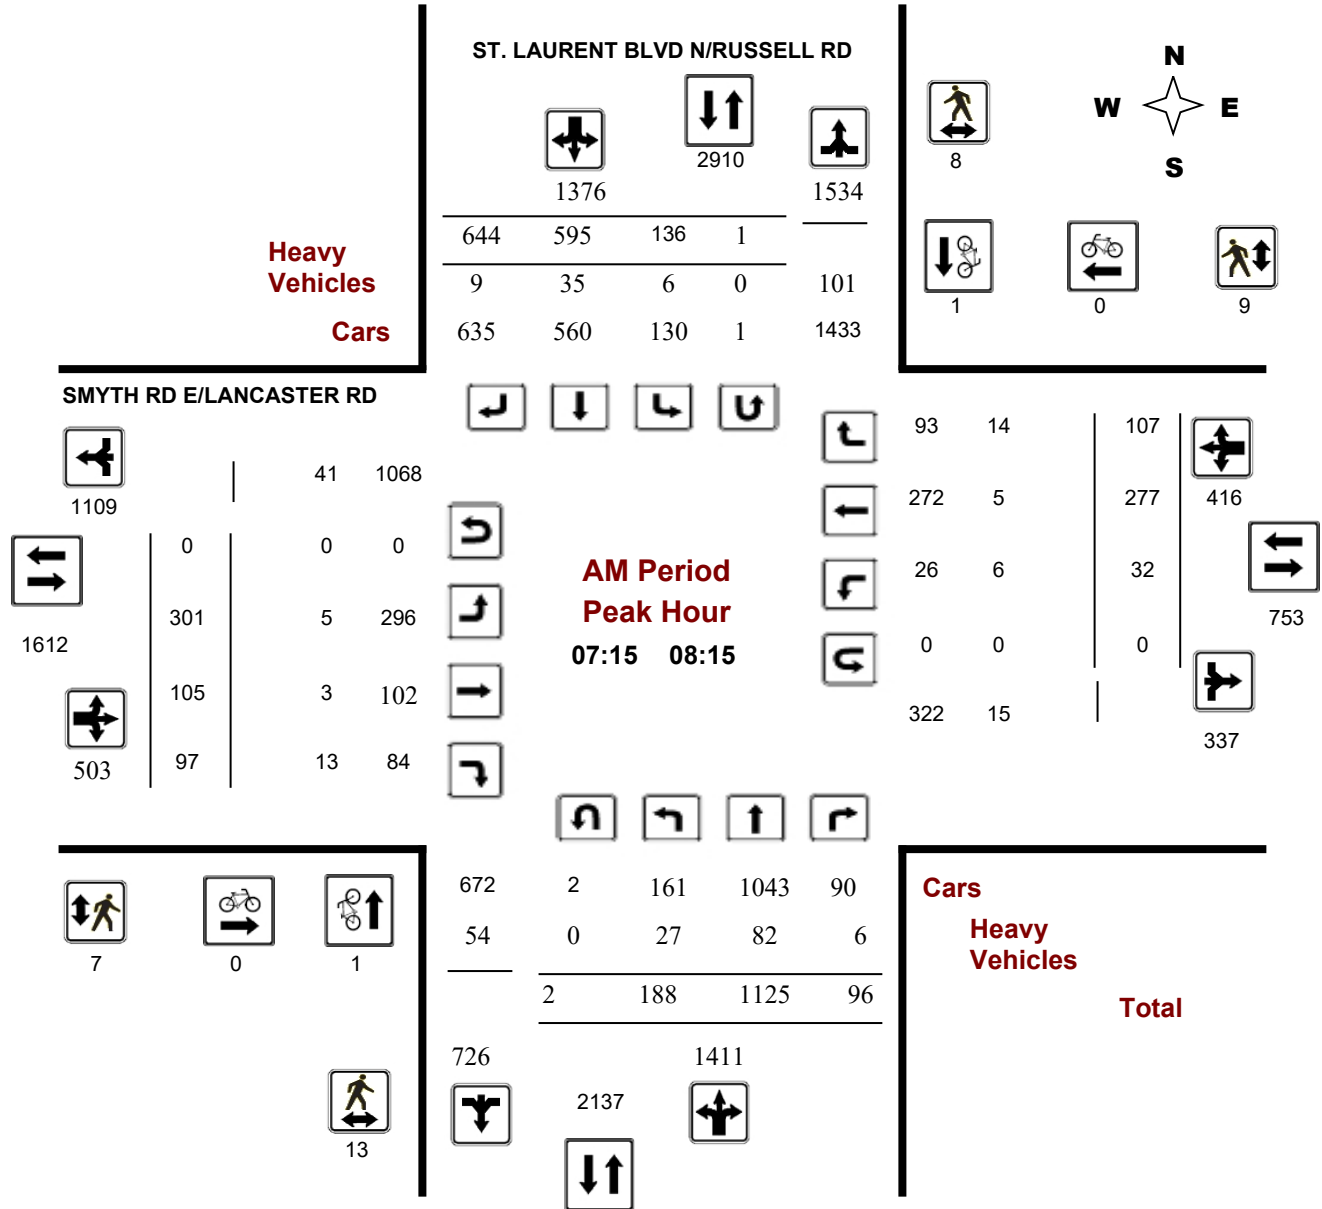 ST. LAURENT BLVD N/RUSSELL RD
N
W E
S
2910
8
1376 1534
644 595 136 1
Heavy
Vehicles
9 35 6 0 101
1 0 9
Cars
635 560 130 1 1433
SMYTH RD E/LANCASTER RD
93 14 107
41 1068
1109
272 5 277 416
0 0 0
AM Period
26 6 32
301 5 296
Peak Hour
753
1612
07:15 08:15
0 0 0
105 3 102
322 15
337
503 97 13 84
672 2 161 1043 90
Cars
54 0 27 82 6
Heavy
Vehicles
7 0 1
2 188 1125 96
Total
726 1411
2137
13